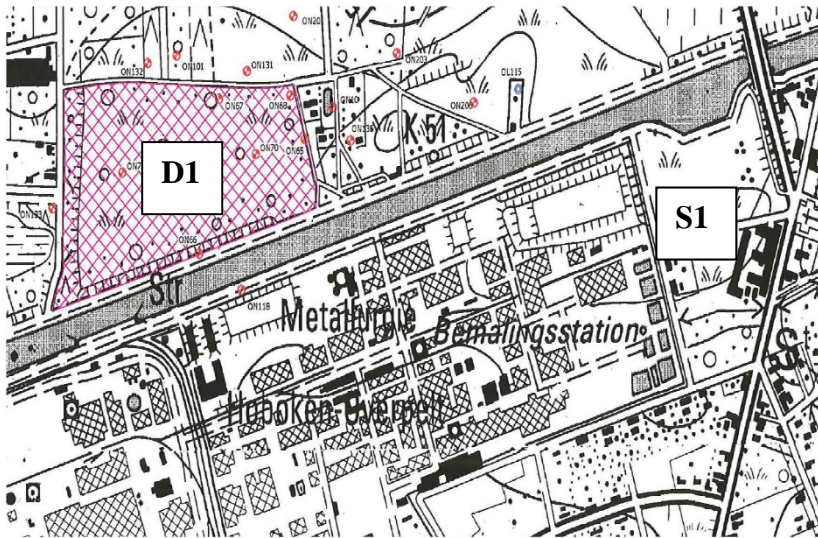 ON20
ON203
ON132
ON101
ON131
OL115
ON67
ON68
ON10
ON206
K 51
ON136
ON65
ON70
D1
S1
ON66
Str
ON118
Metallurgie
Bemalingsstation
Hoboken-Overpelt